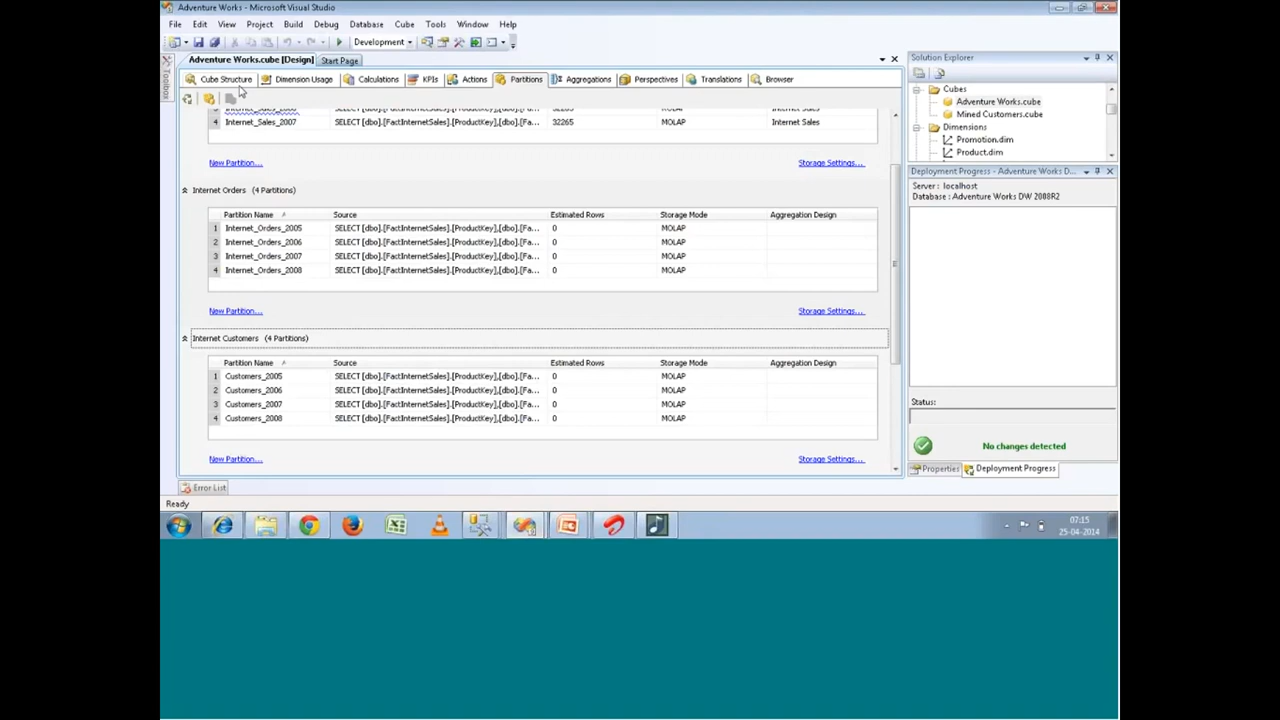 Adventure Works - Microsoft Visual Studio
File Edit View Project Build Debug Database Cube Tools Window Help
Development
Adventure Works.cube [Design] Start Page
Toolbox
Cube Structure Dimension Usage Calculations KPIs Actions Partitions Aggregations Perspectives Translations Browser
4 Internet_Sales_2007 SELECT [dbo].[FactInternetSales].[ProductKey],[dbo].[Fa... 32265 MOLAP Internet Sales
New Partition... Storage Settings...
Internet Orders (4 Partitions)
Partition Name Source Estimated Rows Storage Mode Aggregation Design
1 Internet_Orders_2005 SELECT [dbo].[FactInternetSales].[ProductKey],[dbo].[Fa... 0 MOLAP
2 Internet_Orders_2006 SELECT [dbo].[FactInternetSales].[ProductKey],[dbo].[Fa... 0 MOLAP
3 Internet_Orders_2007 SELECT [dbo].[FactInternetSales].[ProductKey],[dbo].[Fa... 0 MOLAP
4 Internet_Orders_2008 SELECT [dbo].[FactInternetSales].[ProductKey],[dbo].[Fa... 0 MOLAP
New Partition... Storage Settings...
Internet Customers (4 Partitions)
Partition Name Source Estimated Rows Storage Mode Aggregation Design
1 Customers_2005 SELECT [dbo].[FactInternetSales].[ProductKey],[dbo].[Fa... 0 MOLAP
2 Customers_2006 SELECT [dbo].[FactInternetSales].[ProductKey],[dbo].[Fa... 0 MOLAP
3 Customers_2007 SELECT [dbo].[FactInternetSales].[ProductKey],[dbo].[Fa... 0 MOLAP
4 Customers_2008 SELECT [dbo].[FactInternetSales].[ProductKey],[dbo].[Fa... 0 MOLAP
New Partition... Storage Settings...
Error List
Ready
Solution Explorer
Cubes
Adventure Works.cube
Mined Customers.cube
Dimensions
Promotion.dim
Product.dim
Deployment Progress - Adventure Works D...
Server : localhost
Database : Adventure Works DW 2008R2
Status:
No changes detected
Properties Deployment Progress
07:15
25-04-2014